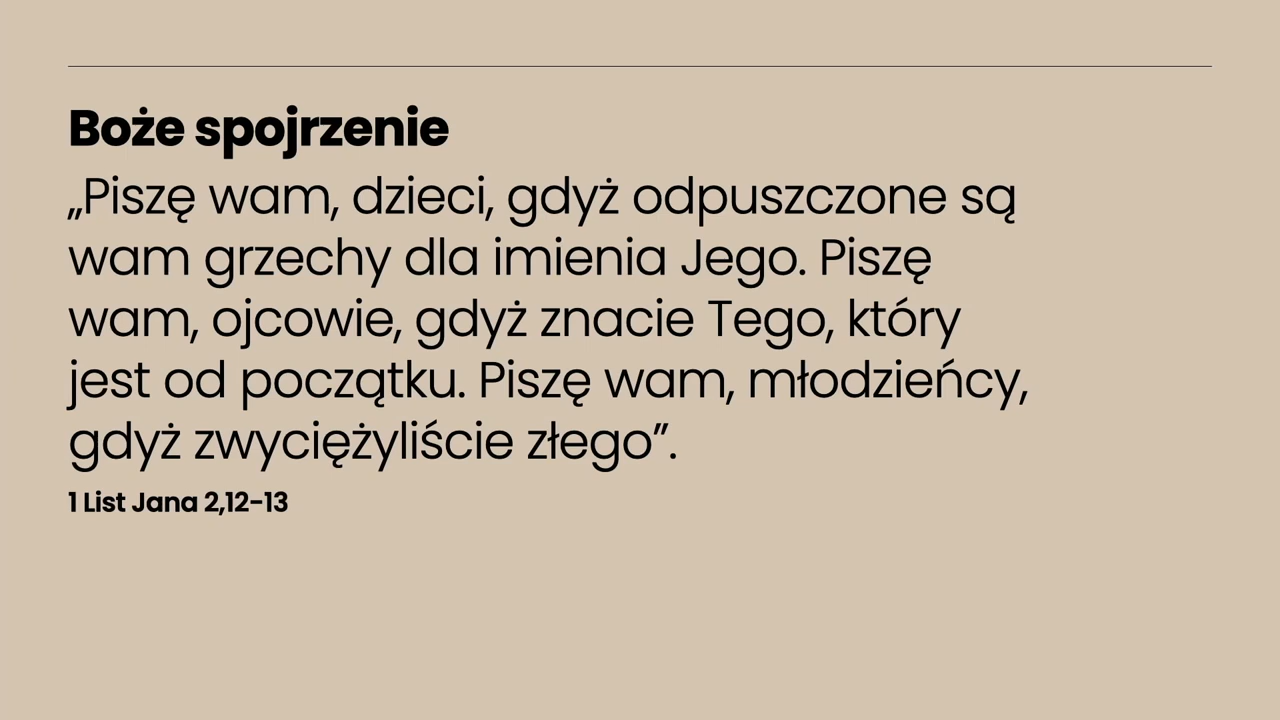 Boże spojrzenie
„Piszę wam, dzieci, gdyż odpuszczone są
wam grzechy dla imienia Jego. Piszę
wam, ojcowie, gdyż znacie Tego, który
jest od początku. Piszę wam, młodzieńcy,
gdyż zwyciężyliście złego”.
1 List Jana 2,12-13